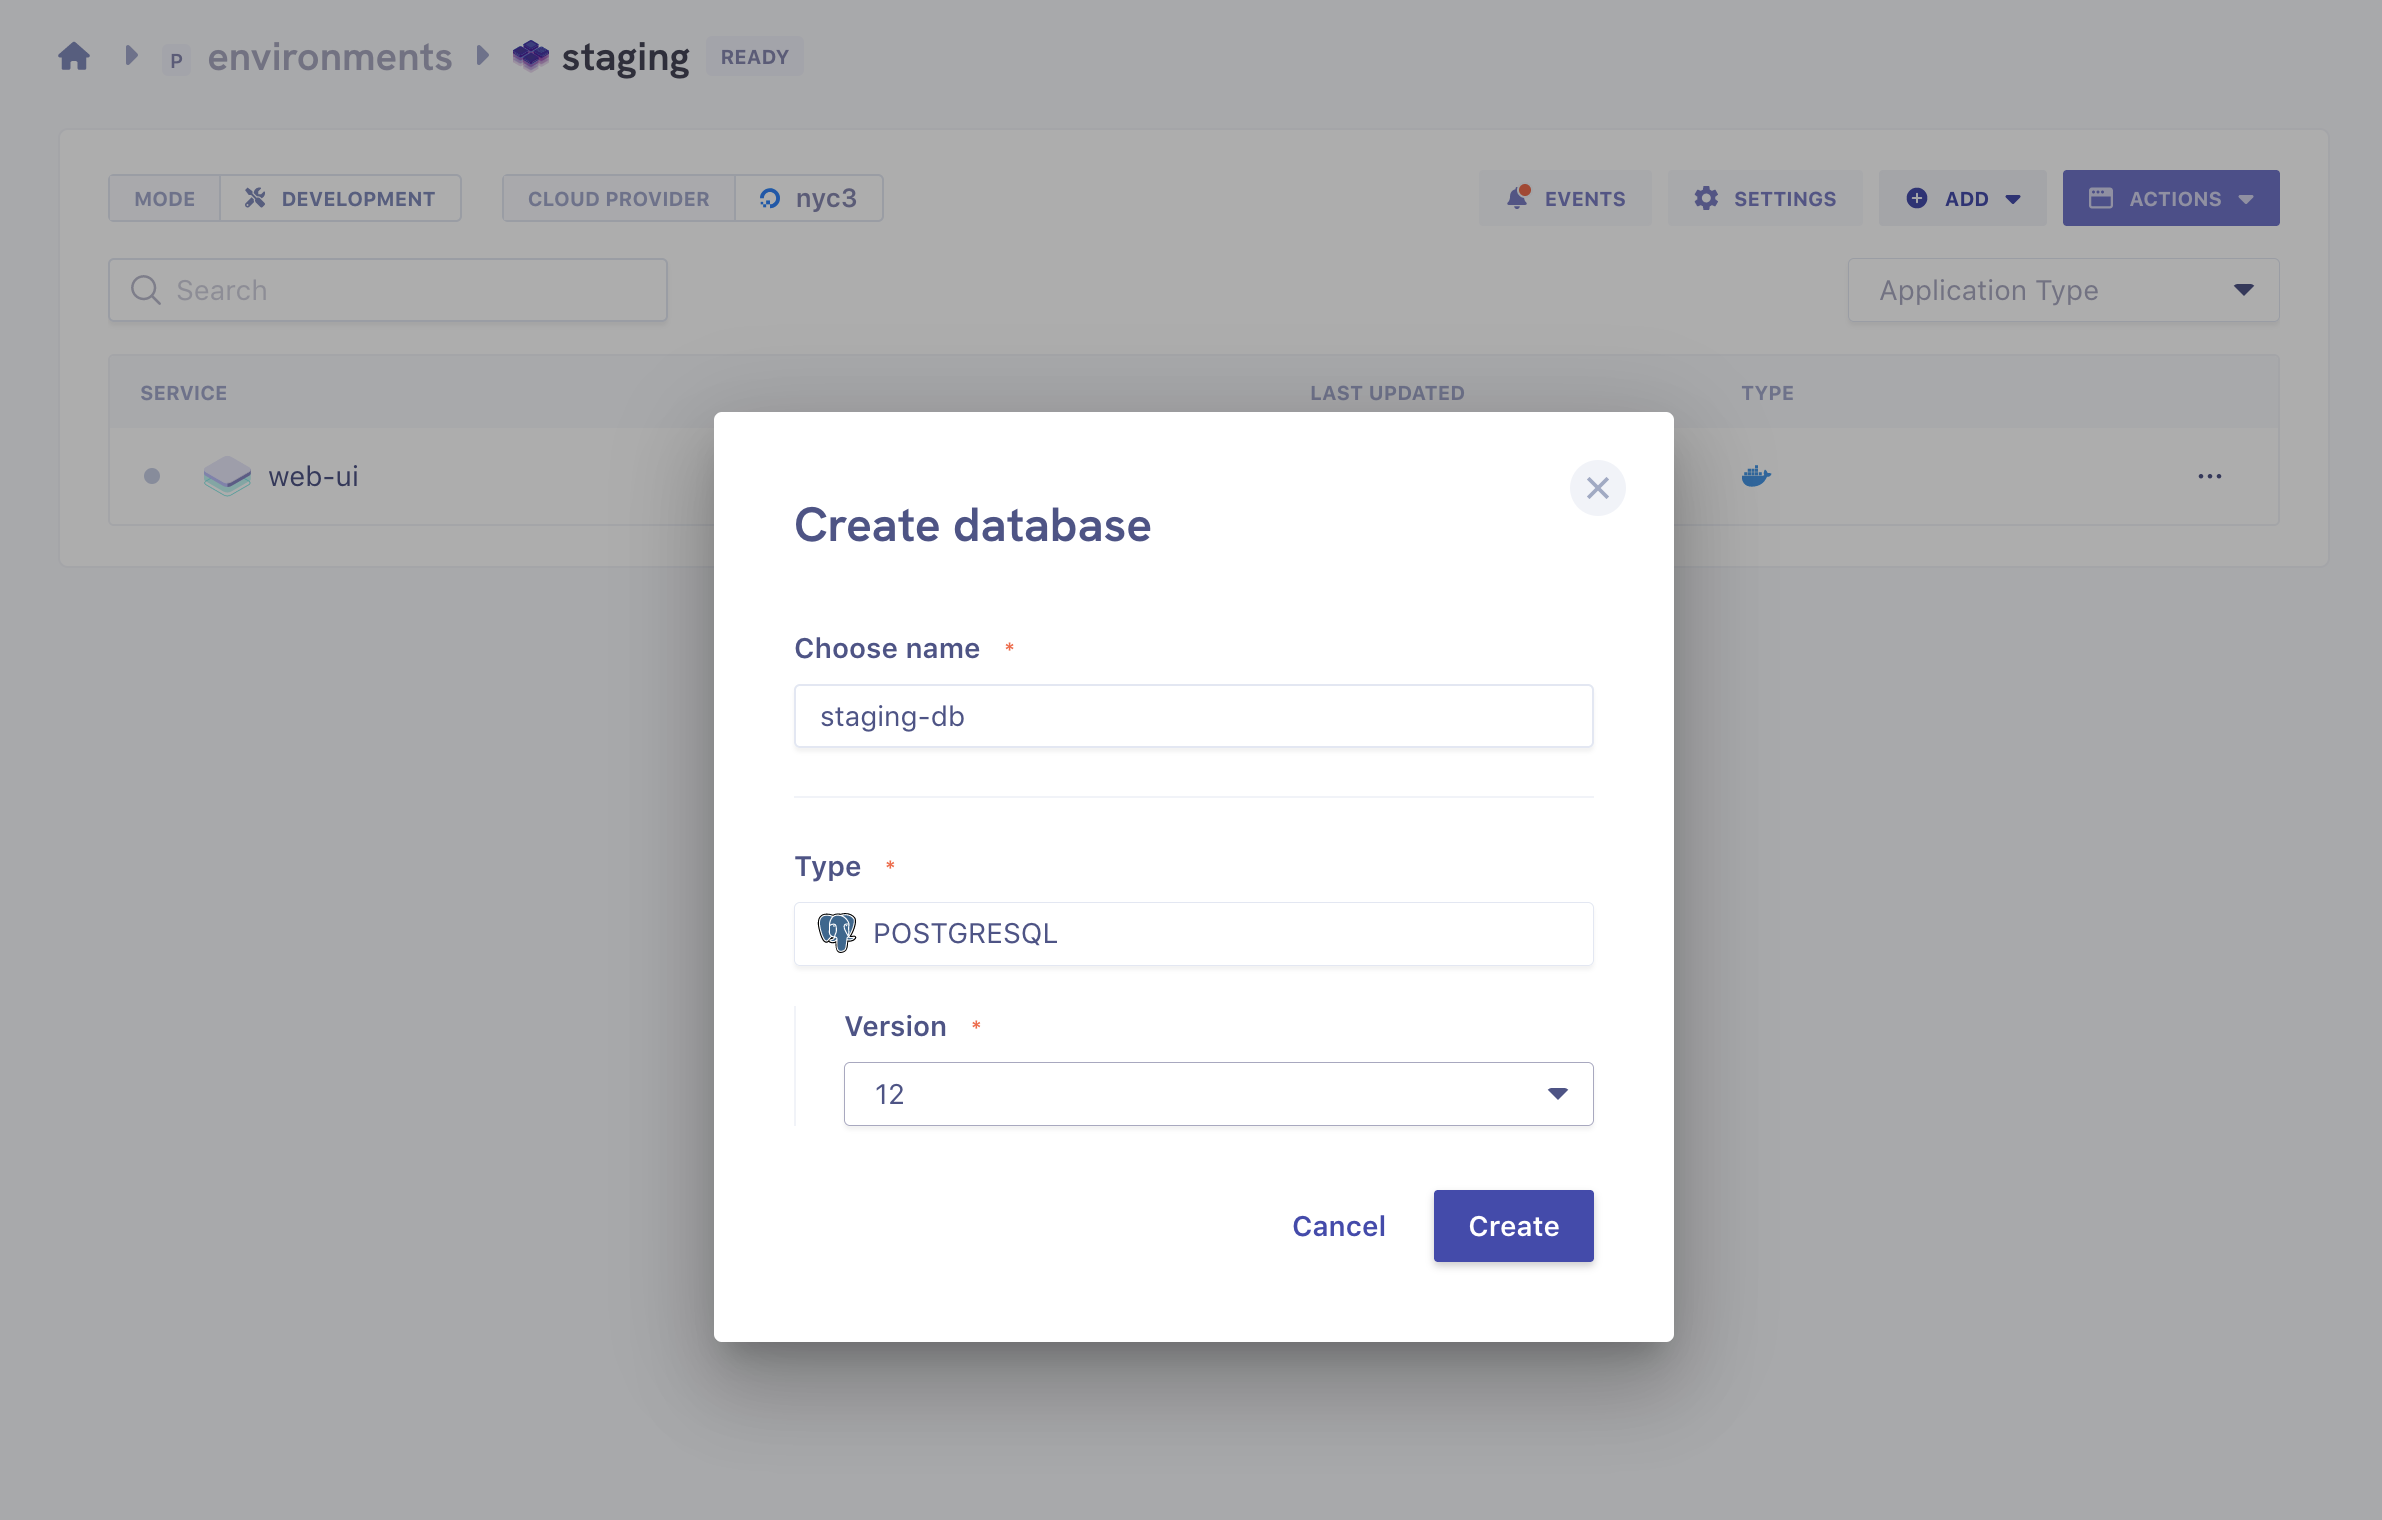 P environments staging READY
MODE DEVELOPMENT CLOUD PROVIDER nyc3 EVENTS SETTINGS ADD ACTIONS
Search Application Type
SERVICE LAST UPDATED TYPE
web-ui
Create database
Choose name *
staging-db
Type *
POSTGRESQL
Version *
12
Cancel Create